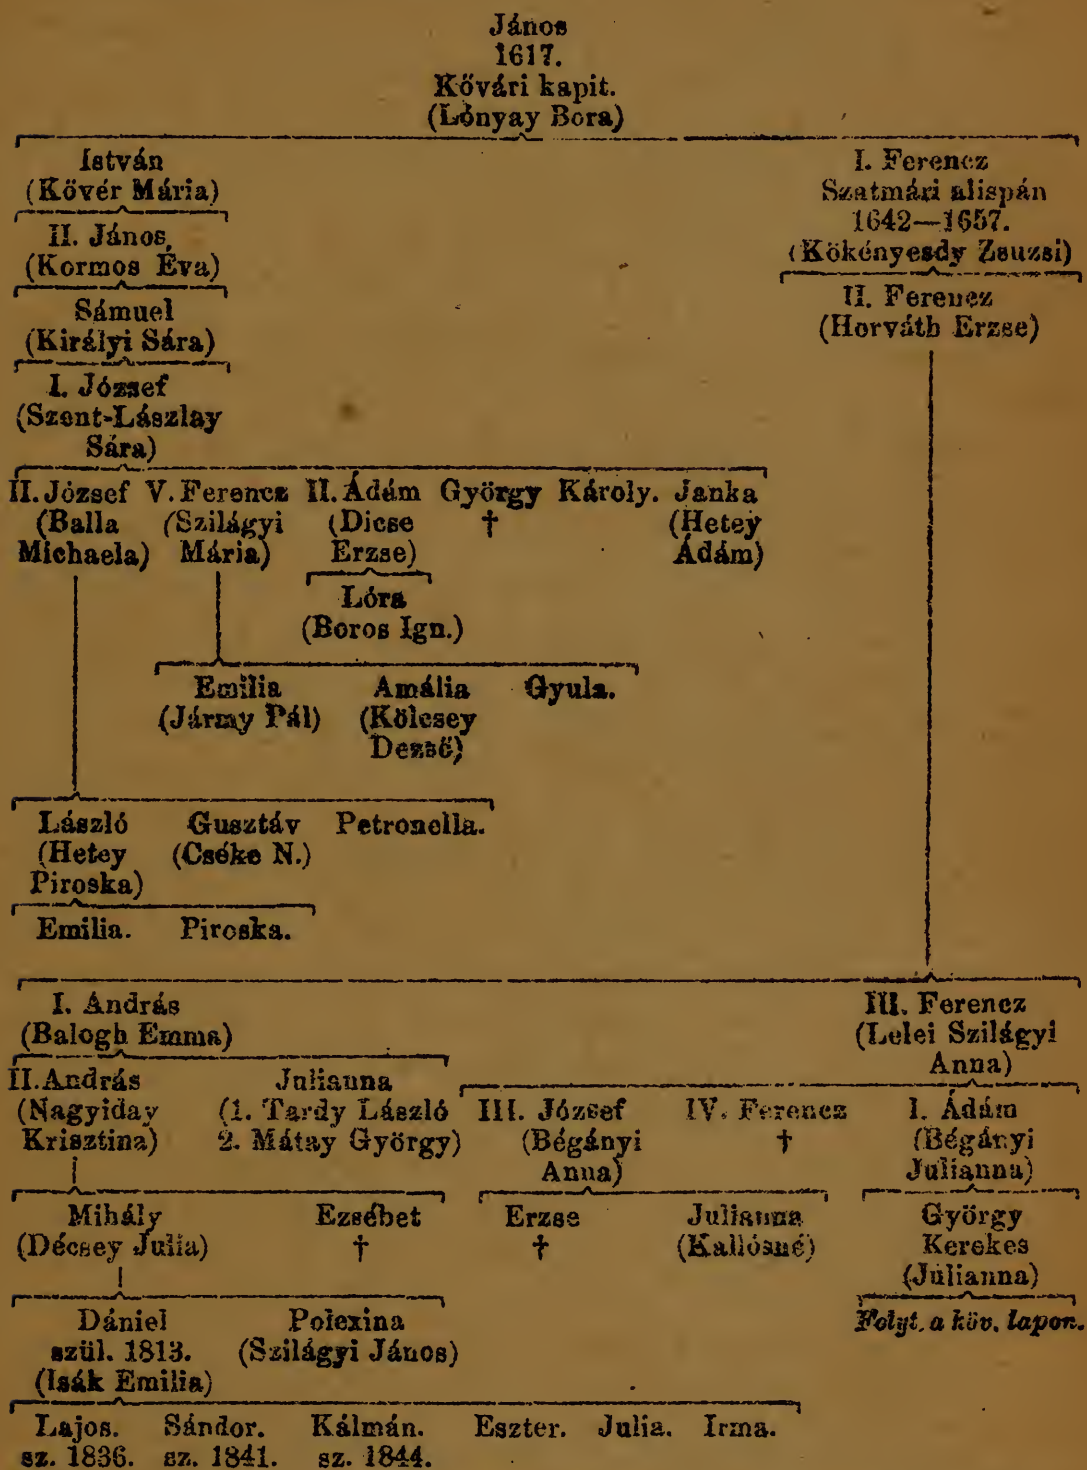 János
1617.
Kővári kapit.
(Lónyay Bora)
István
(Kövér Mária)
I. Ferencz
Szatmári alispán
1642—1657.
(Kökényesdy Zsuzsi)
II. János,
(Kormos Éva)
II. Ferencz
(Horváth Erzse)
Sámuel
(Királyi Sára)
I. József
(Szent-Lászlay
Sára)
II. József V. Ferencz II. Ádám György Károly. Janka
(Balla (Szilágyi (Dicse † (Hetey
Michaela) Mária) Erzse) Ádám)
Lóra
(Boros Ign.)
Emilia Amália Gyula.
(Jármy Pál) (Kölcsey
Dezső)
László Gusztáv Petronella.
(Hetey (Cséke N.)
Piroska)
Emilia. Piroska.
I. András III. Ferencz
(Balogh Emma) (Lelei Szilágyi
Anna)
II. András Julianna
(Nagyiday (1. Tardy László
Krisztina) 2. Mátay György)
III. József IV. Ferencz I. Ádám
(Bégányi † (Bégányi
Anna) Julianna)
Mihály Ezsébet Erzse Julianna György
(Décsey Julia) † † (Kallósné) Kerekes
(Julianna)
Dániel Polexina Folyt. a köv. lapon.
szül. 1813. (Szilágyi János)
(Isák Emilia)
Lajos. Sándor. Kálmán. Eszter. Julia. Irma.
sz. 1836. sz. 1841. sz. 1844.